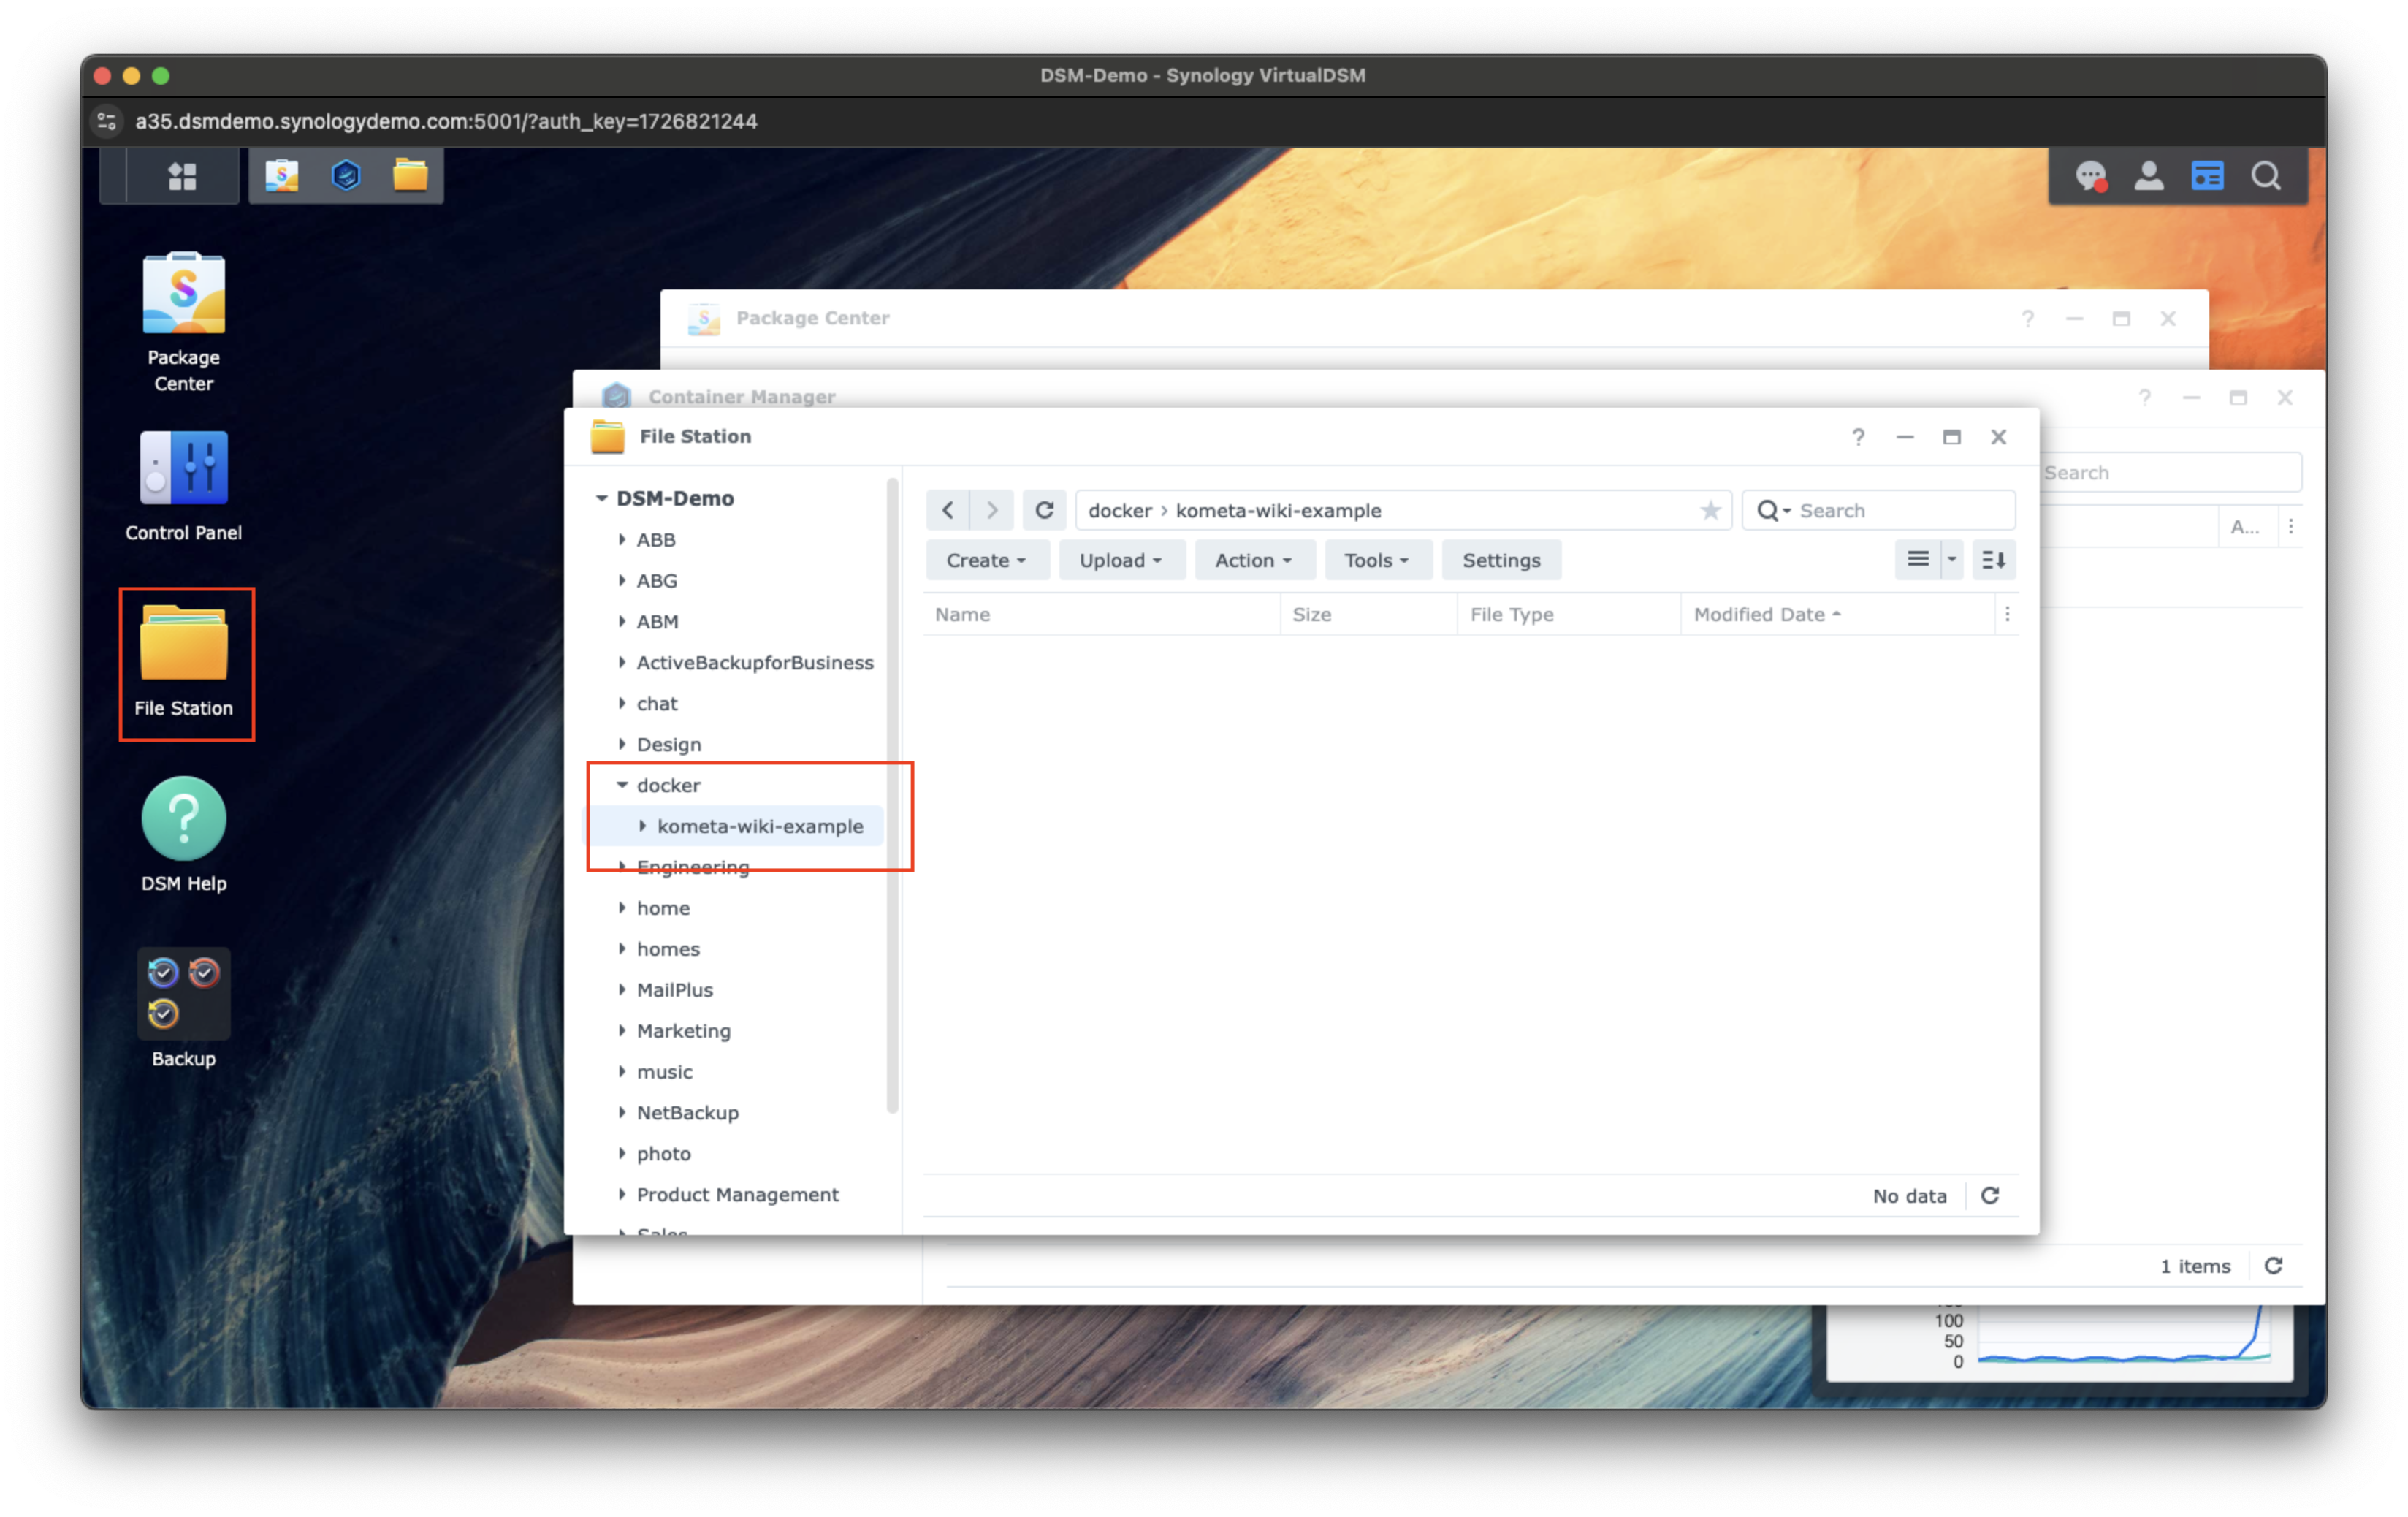 DSM-Demo - Synology VirtualDSM
a35.dsmdemo.synologydemo.com:5001/?auth_key=1726821244
Package
Center
Control Panel
File Station
DSM Help
Backup
Package Center
Container Manager
Search
A...
1 items
File Station
DSM-Demo
ABB
ABG
ABM
ActiveBackupforBusiness
chat
Design
docker
kometa-wiki-example
Engineering
home
homes
MailPlus
Marketing
music
NetBackup
photo
Product Management
Sales
docker › kometa-wiki-example
Search
Create
Upload
Action
Tools
Settings
Name
Size
File Type
Modified Date
No data
100
50
0